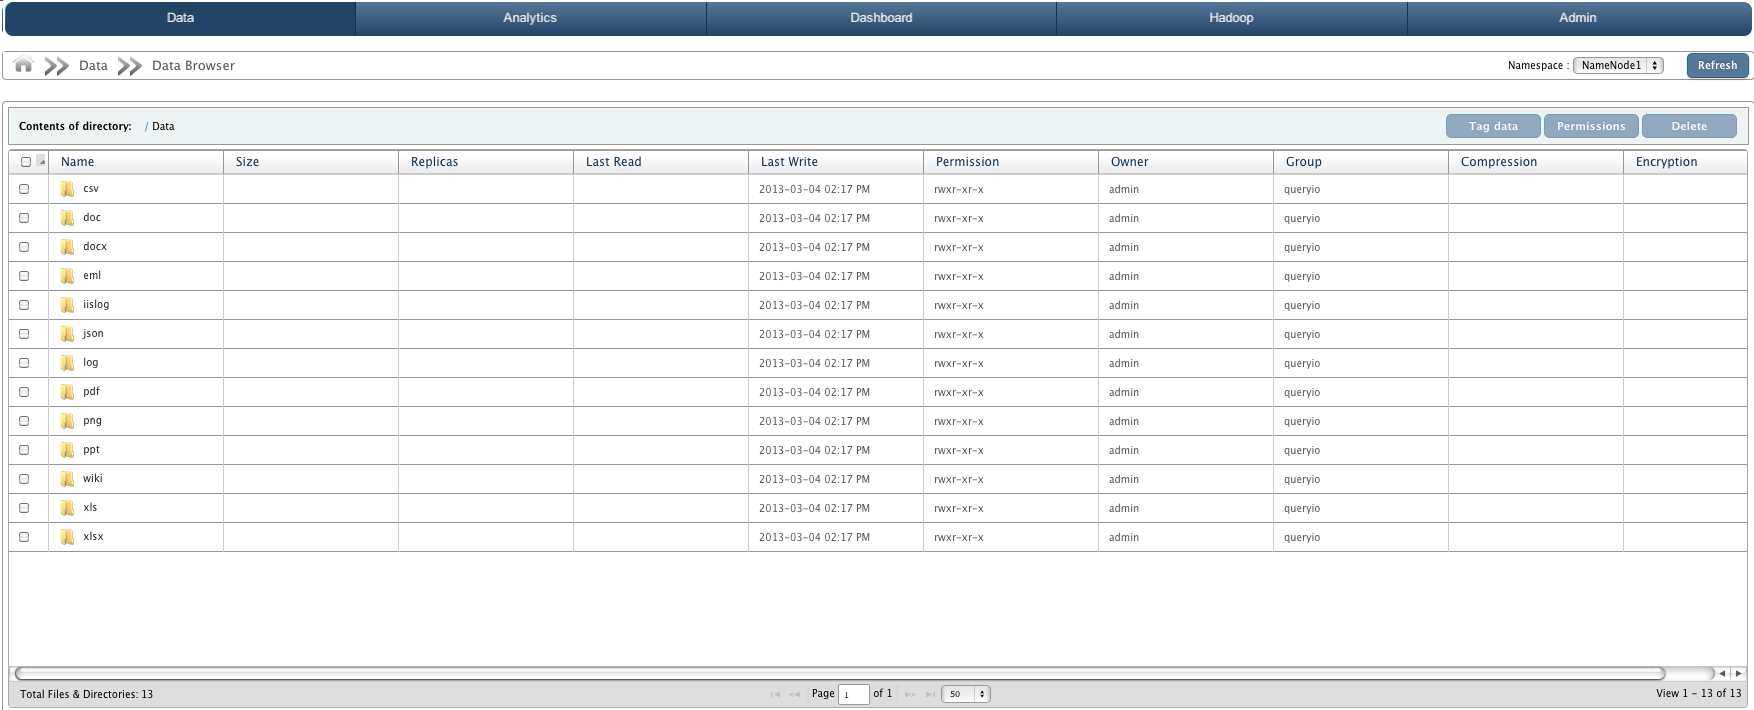 Data Analytics Dashboard Hadoop Admin
Data Data Browser Namespace : NameNode1 Refresh
Contents of directory: / Data Tag data Permissions Delete
Name Size Replicas Last Read Last Write Permission Owner Group Compression Encryption
csv 2013-03-04 02:17 PM rwxr-xr-x admin queryio
doc 2013-03-04 02:17 PM rwxr-xr-x admin queryio
docx 2013-03-04 02:17 PM rwxr-xr-x admin queryio
eml 2013-03-04 02:17 PM rwxr-xr-x admin queryio
iislog 2013-03-04 02:17 PM rwxr-xr-x admin queryio
json 2013-03-04 02:17 PM rwxr-xr-x admin queryio
log 2013-03-04 02:17 PM rwxr-xr-x admin queryio
pdf 2013-03-04 02:17 PM rwxr-xr-x admin queryio
png 2013-03-04 02:17 PM rwxr-xr-x admin queryio
ppt 2013-03-04 02:17 PM rwxr-xr-x admin queryio
wiki 2013-03-04 02:17 PM rwxr-xr-x admin queryio
xls 2013-03-04 02:17 PM rwxr-xr-x admin queryio
xlsx 2013-03-04 02:17 PM rwxr-xr-x admin queryio
Total Files & Directories: 13 Page 1 of 1 50 View 1 - 13 of 13